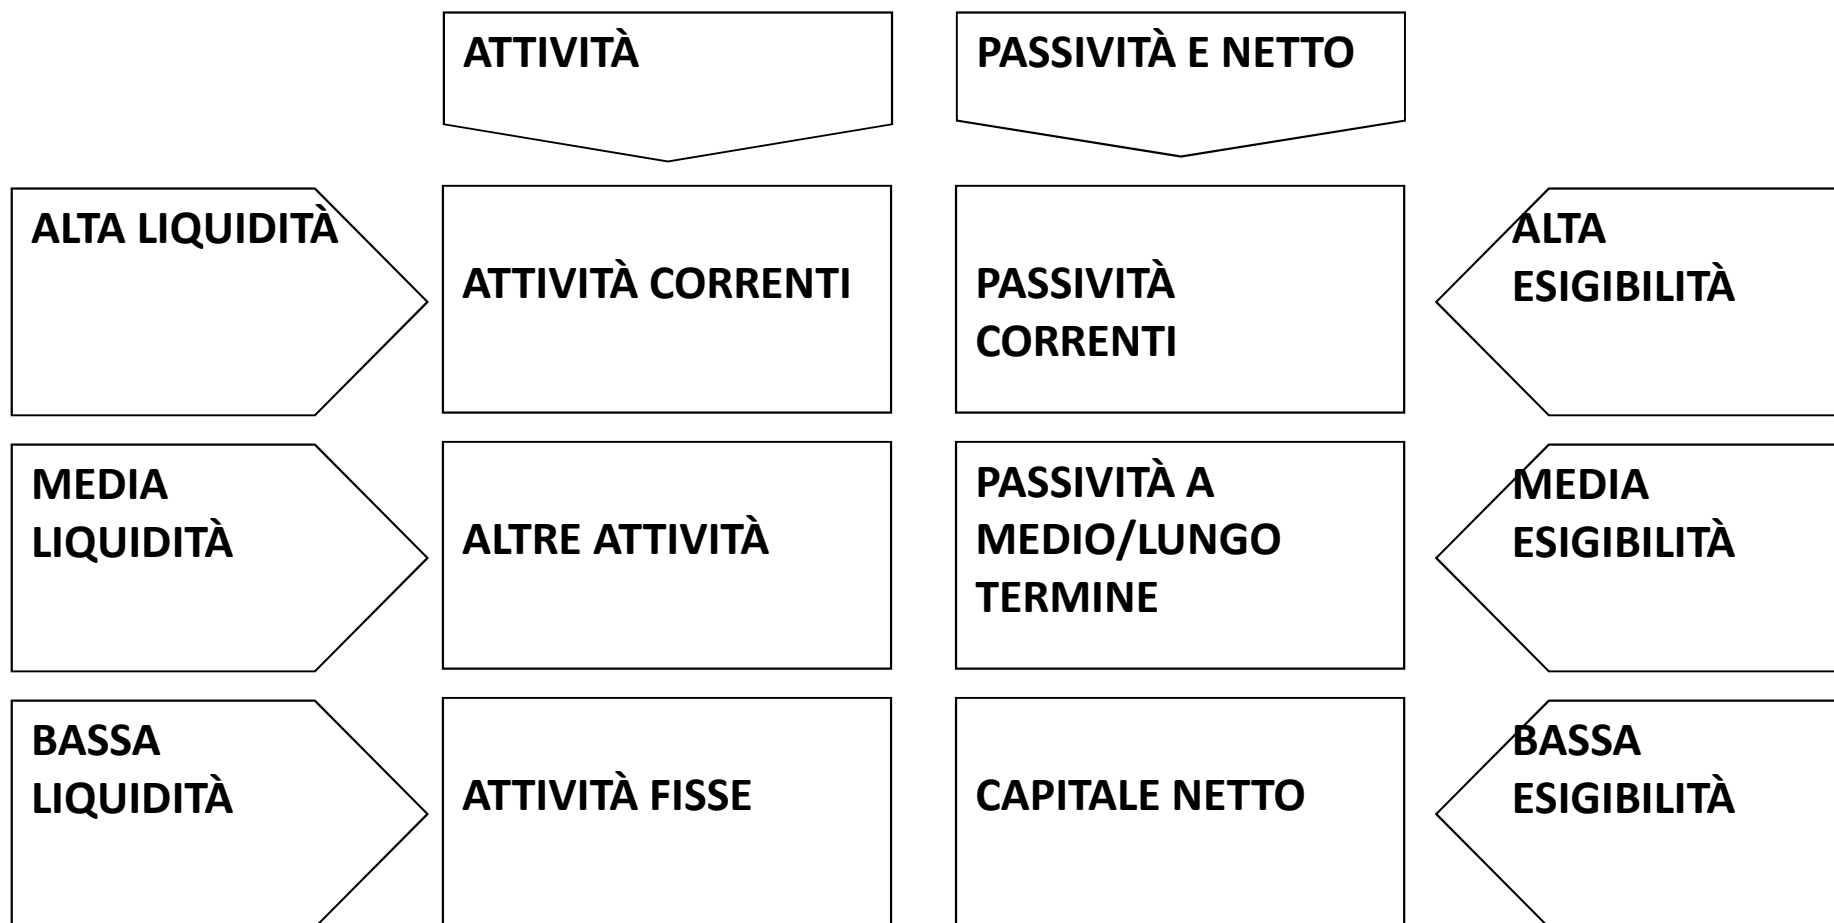 ATTIVITÀ
PASSIVITÀ E NETTO
ALTA LIQUIDITÀ
ATTIVITÀ CORRENTI
PASSIVITÀ
CORRENTI
ALTA
ESIGIBILITÀ
MEDIA
LIQUIDITÀ
ALTRE ATTIVITÀ
PASSIVITÀ A
MEDIO/LUNGO
TERMINE
MEDIA
ESIGIBILITÀ
BASSA
LIQUIDITÀ
ATTIVITÀ FISSE
CAPITALE NETTO
BASSA
ESIGIBILITÀ